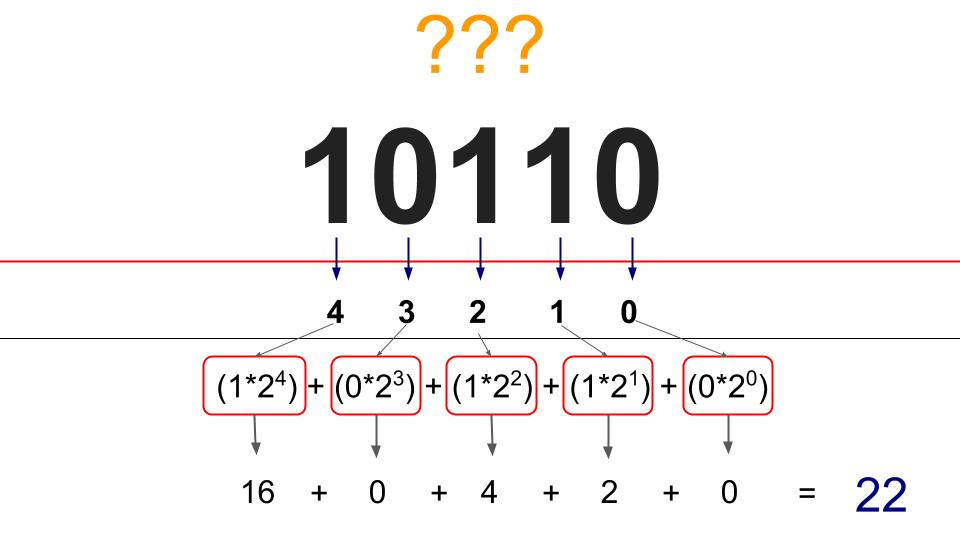 ???
10110
4 3 2 1 0
(1*2⁴) + (0*2³) + (1*2²) + (1*2¹) + (0*2⁰)
16 + 0 + 4 + 2 + 0 = 22